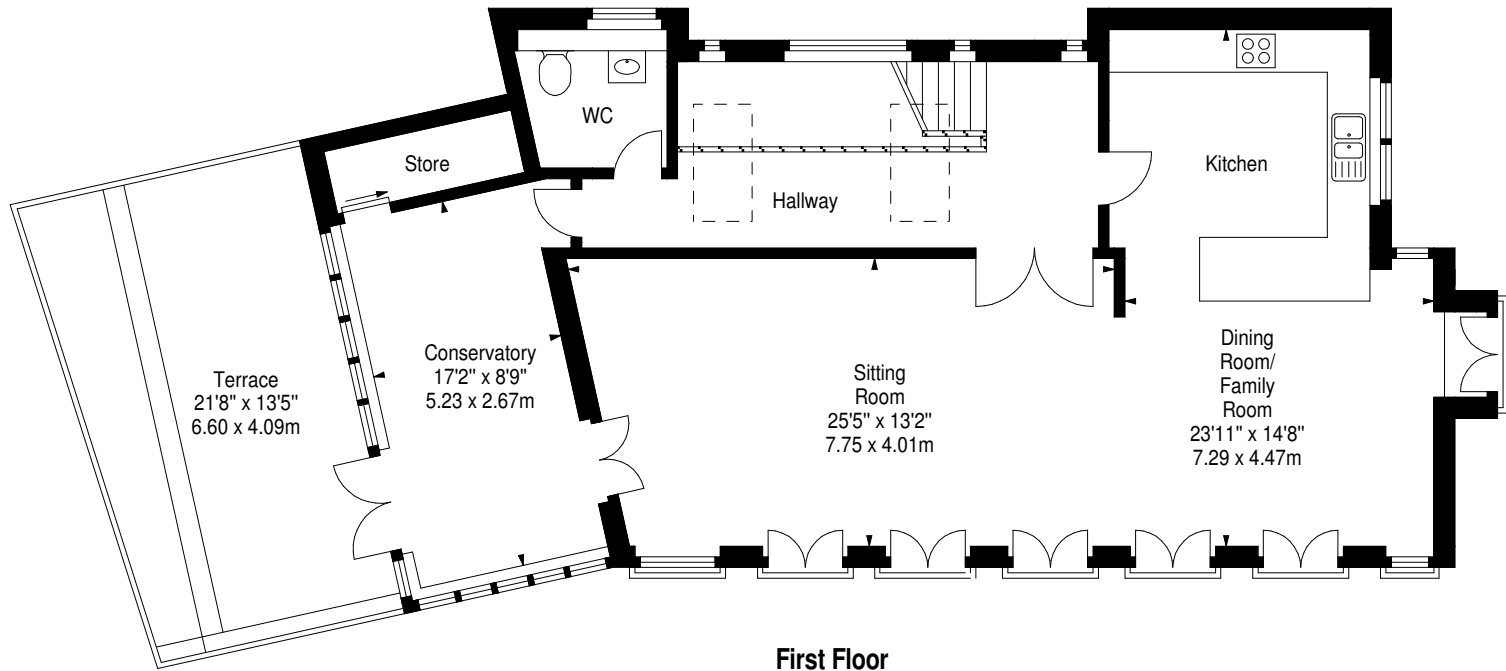 WC
Store
Kitchen
Hallway
Terrace
21'8" x 13'5"
6.60 x 4.09m
Conservatory
17'2" x 8'9"
5.23 x 2.67m
Sitting
Room
25'5" x 13'2"
7.75 x 4.01m
Dining
Room/
Family
Room
23'11" x 14'8"
7.29 x 4.47m
First Floor